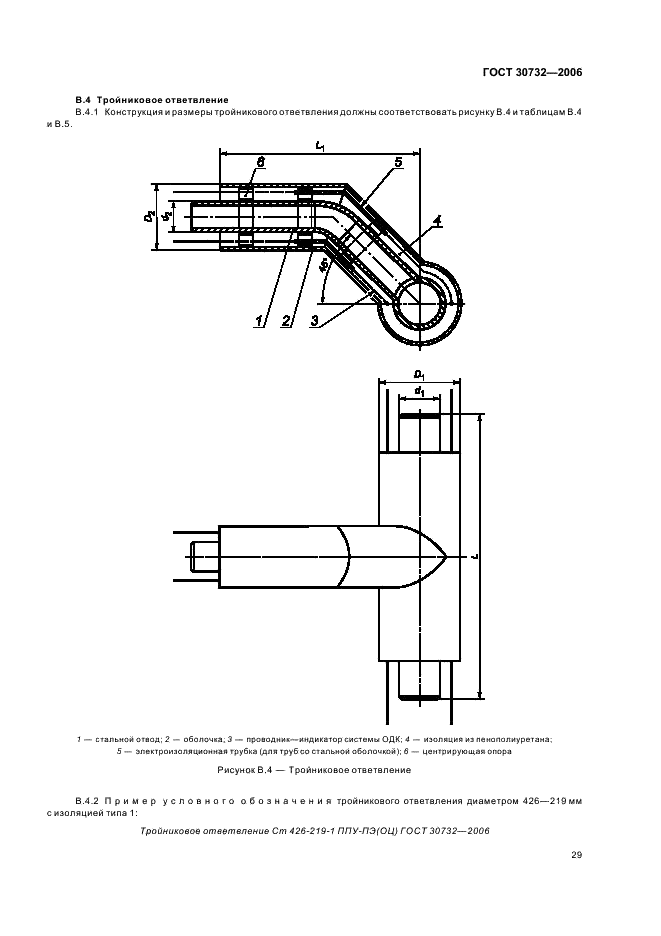 ГОСТ 30732—2006
В.4 Тройниковое ответвление
В.4.1 Конструкция и размеры тройникового ответвления должны соответствовать рисунку В.4 и таблицам В.4
и В.5.
L1
6
5
D2
d2
4
45°
1
2
3
D1
d1
L
1 — стальной отвод; 2 — оболочка; 3 — проводник—индикатор системы ОДК; 4 — изоляция из пенополиуретана;
5 — электроизоляционная трубка (для труб со стальной оболочкой); 6 — центрирующая опора
Рисунок В.4 — Тройниковое ответвление
В.4.2 Пример условного обозначения тройникового ответвления диаметром 426—219 мм
с изоляцией типа 1:
Тройниковое ответвление Ст 426-219-1 ППУ-ПЭ(ОЦ) ГОСТ 30732—2006
29